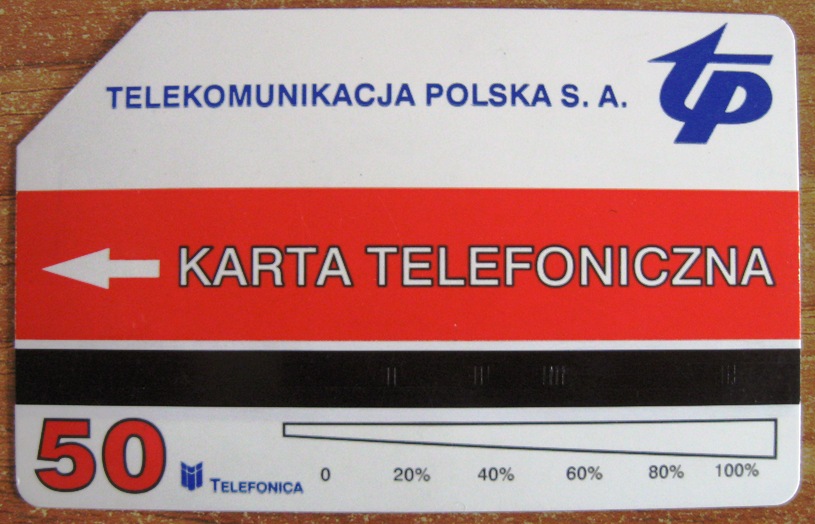 TELEKOMUNIKACJA POLSKA S. A.
tp
KARTA TELEFONICZNA
50
TELEFONICA
0 20% 40% 60% 80% 100%